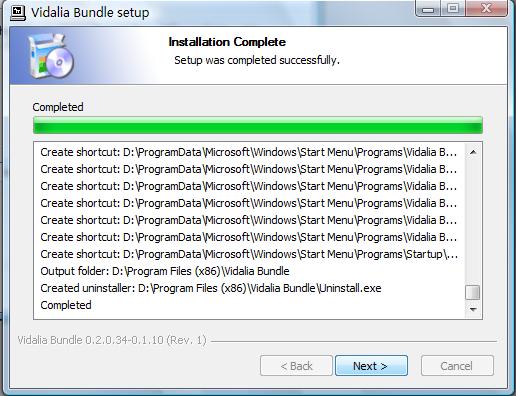 Vidalia Bundle setup
Installation Complete
Setup was completed successfully.
Completed
Create shortcut: D:\ProgramData\Microsoft\Windows\Start Menu\Programs\Vidalia B...
Create shortcut: D:\ProgramData\Microsoft\Windows\Start Menu\Programs\Vidalia B...
Create shortcut: D:\ProgramData\Microsoft\Windows\Start Menu\Programs\Vidalia B...
Create shortcut: D:\ProgramData\Microsoft\Windows\Start Menu\Programs\Vidalia B...
Create shortcut: D:\ProgramData\Microsoft\Windows\Start Menu\Programs\Vidalia B...
Create shortcut: D:\ProgramData\Microsoft\Windows\Start Menu\Programs\Vidalia B...
Create shortcut: D:\ProgramData\Microsoft\Windows\Start Menu\Programs\Startup\...
Output folder: D:\Program Files (x86)\Vidalia Bundle
Created uninstaller: D:\Program Files (x86)\Vidalia Bundle\Uninstall.exe
Completed
Vidalia Bundle 0.2.0.34-0.1.10 (Rev. 1)
< Back Next > Cancel